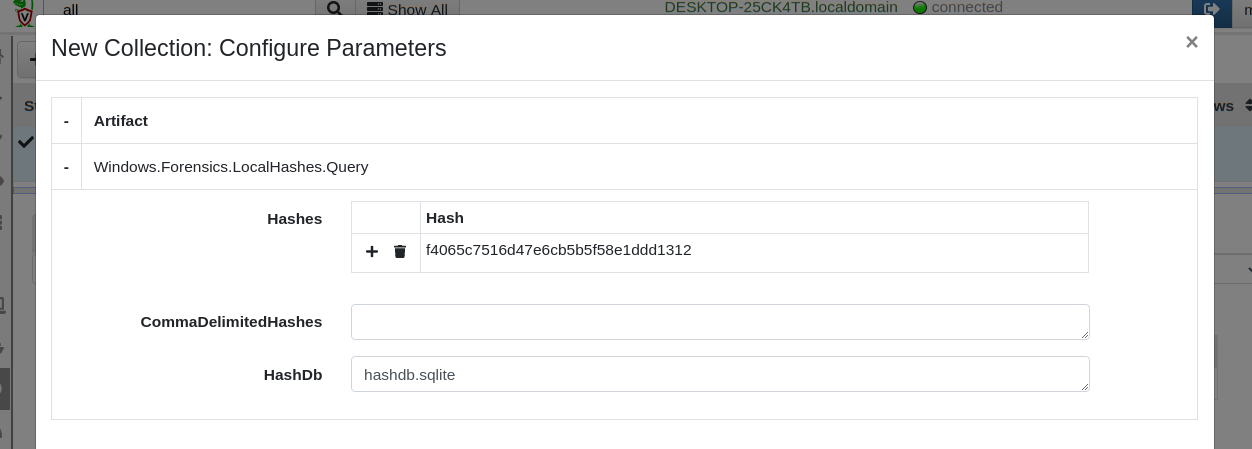 all
Show All
DESKTOP-25CK4TB.localdomain
connected
New Collection: Configure Parameters
×
- Artifact
- Windows.Forensics.LocalHashes.Query
Hashes
Hash
f4065c7516d47e6cb5b5f58e1ddd1312
CommaDelimitedHashes
HashDb
hashdb.sqlite